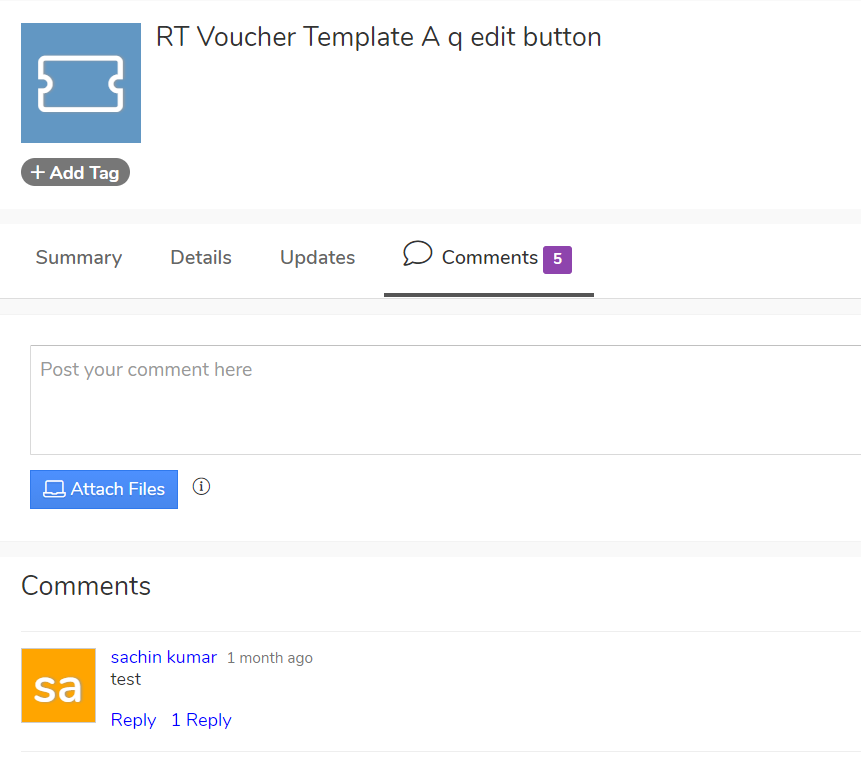 RT Voucher Template A q edit button
+ Add Tag
Summary Details Updates Comments 5
Post your comment here
Attach Files
Comments
sa
sachin kumar 1 month ago
test
Reply 1 Reply